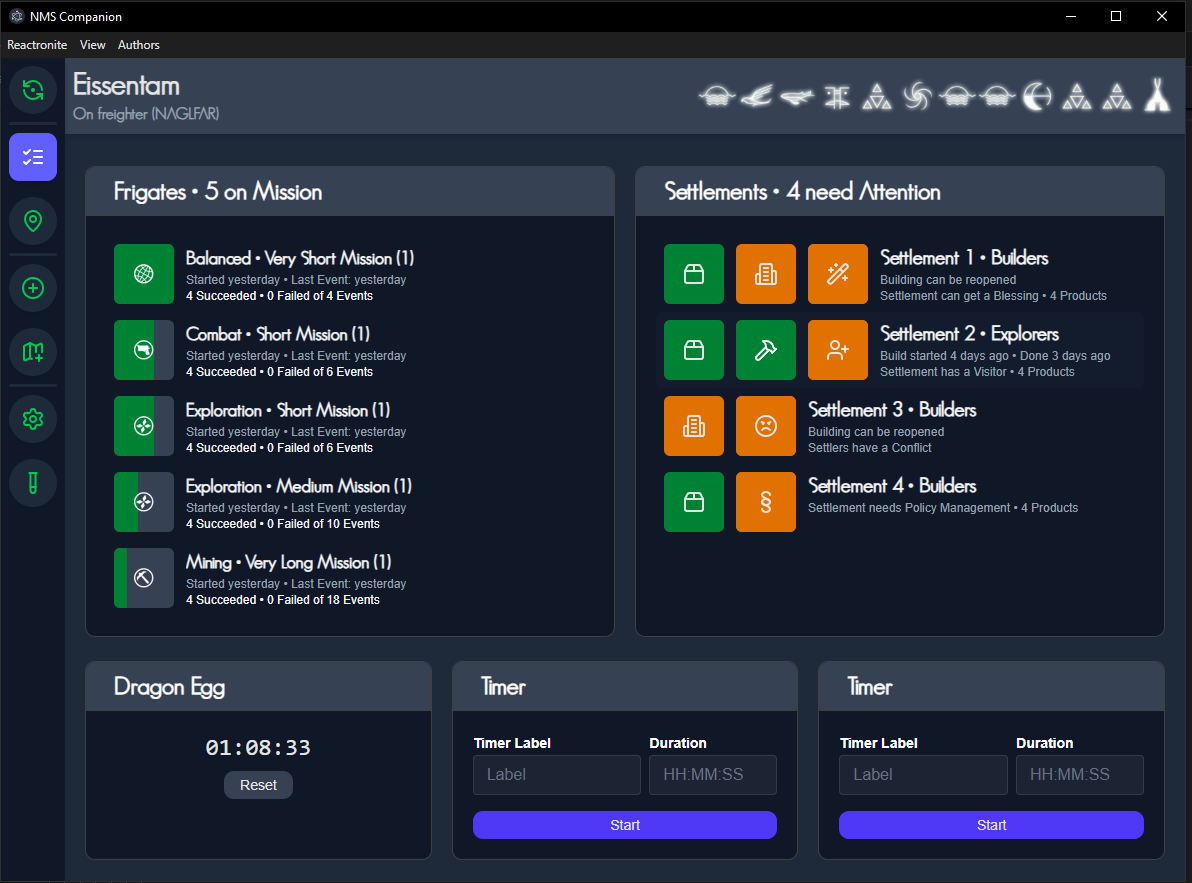 NMS Companion
Reactronite View Authors
Eissentam
On freighter (NAGLFAR)
Frigates • 5 on Mission
Balanced • Very Short Mission (1)
Started yesterday • Last Event: yesterday
4 Succeeded • 0 Failed of 4 Events
Combat • Short Mission (1)
Started yesterday • Last Event: yesterday
4 Succeeded • 0 Failed of 6 Events
Exploration • Short Mission (1)
Started yesterday • Last Event: yesterday
4 Succeeded • 0 Failed of 6 Events
Exploration • Medium Mission (1)
Started yesterday • Last Event: yesterday
4 Succeeded • 0 Failed of 10 Events
Mining • Very Long Mission (1)
Started yesterday • Last Event: yesterday
4 Succeeded • 0 Failed of 18 Events
Settlements • 4 need Attention
Settlement 1 • Builders
Building can be reopened
Settlement can get a Blessing • 4 Products
Settlement 2 • Explorers
Build started 4 days ago • Done 3 days ago
Settlement has a Visitor • 4 Products
Settlement 3 • Builders
Building can be reopened
Settlers have a Conflict
§
Settlement 4 • Builders
Settlement needs Policy Management • 4 Products
Dragon Egg
01:08:33
Reset
Timer
Timer Label Duration
Label HH:MM:SS
Start
Timer
Timer Label Duration
Label HH:MM:SS
Start